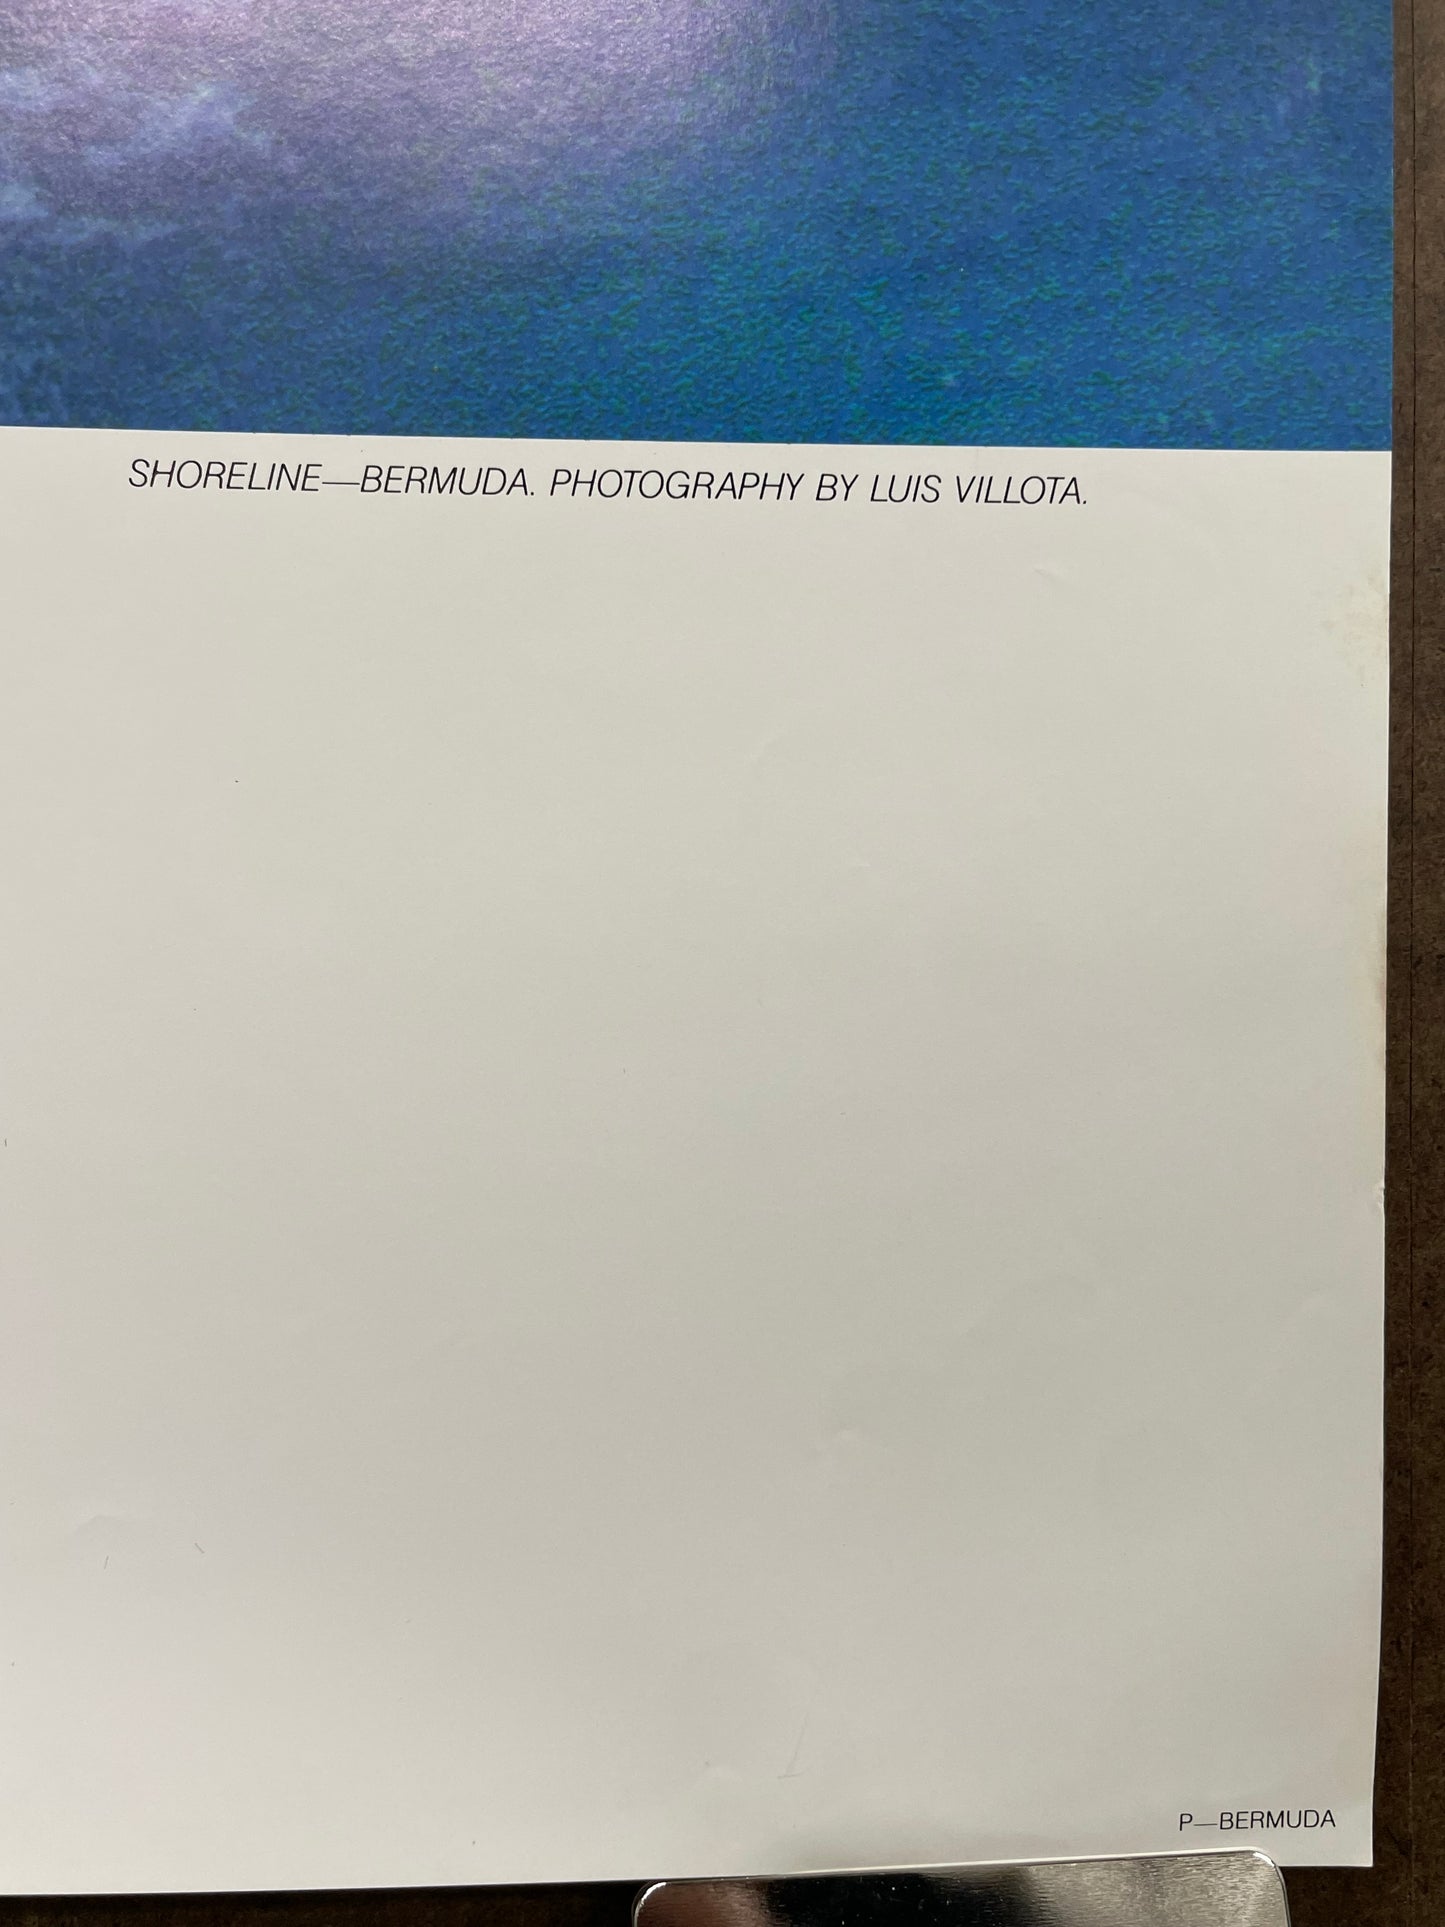 SHORELINE—BERMUDA. PHOTOGRAPHY BY LUIS VILLOTA.
P—BERMUDA